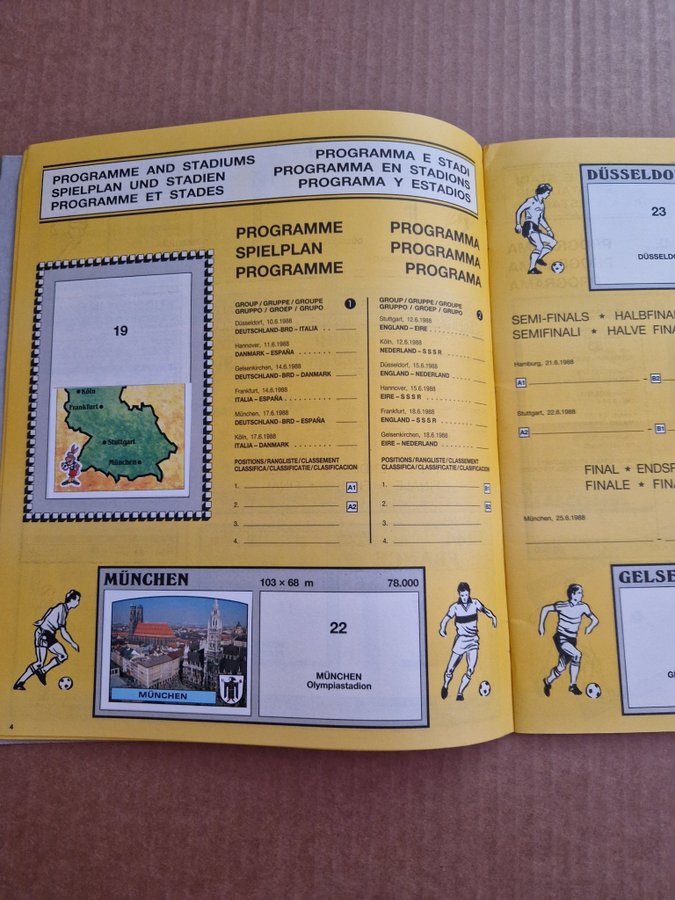 PROGRAMME AND STADIUMS
SPIELPLAN UND STADIEN
PROGRAMME ET STADES
PROGRAMMA E STADI
PROGRAMMA EN STADIONS
PROGRAMA Y ESTADIOS
PROGRAMME
SPIELPLAN
PROGRAMME
PROGRAMMA
PROGRAMMA
PROGRAMA
19
Köln
Frankfurt
Stuttgart
München
GROUP / GRUPPE / GROUPE
GRUPPO / GROEP / GRUPO
1
Düsseldorf, 10.6.1988
DEUTSCHLAND-BRD – ITALIA
Hannover, 11.6.1988
DANMARK – ESPAÑA
Gelsenkirchen, 14.6.1988
DEUTSCHLAND-BRD – DANMARK
Frankfurt, 14.6.1988
ITALIA – ESPAÑA
München, 17.6.1988
DEUTSCHLAND-BRD – ESPAÑA
Köln, 17.6.1988
ITALIA – DANMARK
POSITIONS/RANGLISTE/CLASSEMENT
CLASSIFICA/CLASSIFICATIE/CLASIFICACION
1. A1
2. A2
3.
4.
GROUP / GRUPPE / GROUPE
GRUPPO / GROEP / GRUPO
2
Stuttgart, 12.6.1988
ENGLAND – EIRE
Köln, 12.6.1988
NEDERLAND – S S S R
Düsseldorf, 15.6.1988
ENGLAND – NEDERLAND
Hannover, 15.6.1988
EIRE – S S S R
Frankfurt, 18.6.1988
ENGLAND – S S S R
Gelsenkirchen, 18.6.1988
EIRE – NEDERLAND
POSITIONS/RANGLISTE/CLASSEMENT
CLASSIFICA/CLASSIFICATIE/CLASIFICACION
1. B1
2. B2
3.
4.
MÜNCHEN 103 × 68 m 78.000
MÜNCHEN
22
MÜNCHEN
Olympiastadion
4
DÜSSELDO
23
DÜSSELDO
SEMI-FINALS ★ HALBFINA
SEMIFINALI ★ HALVE FINA
Hamburg, 21.6.1988
A1 – B2
Stuttgart, 22.6.1988
A2 – B1
FINAL ★ ENDSP
FINALE ★ FINA
München, 25.6.1988
GELSE